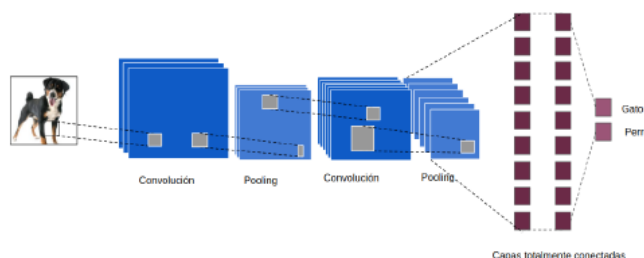 Gato
Perr
Convolución
Pooling
Convolución
Pooling
Capas totalmente conectadas